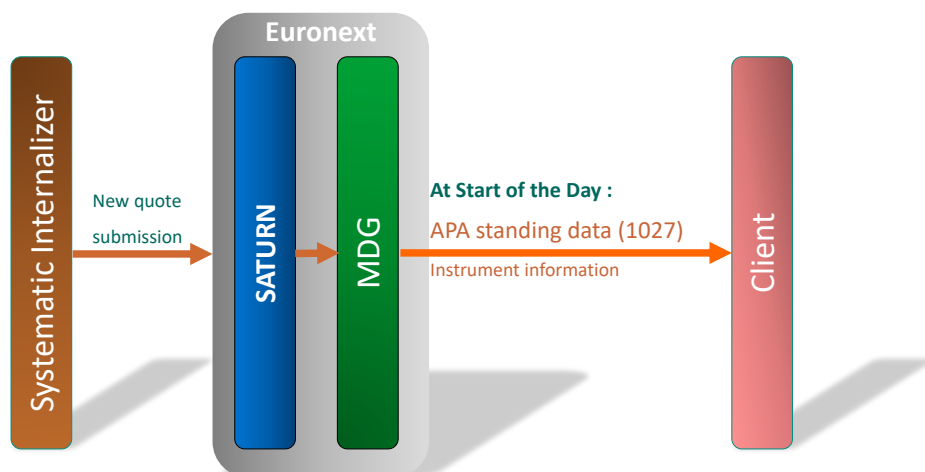 Euronext
Systematic Internalizer
New quote
submission
SATURN
MDG
At Start of the Day :
APA standing data (1027)
Instrument information
Client